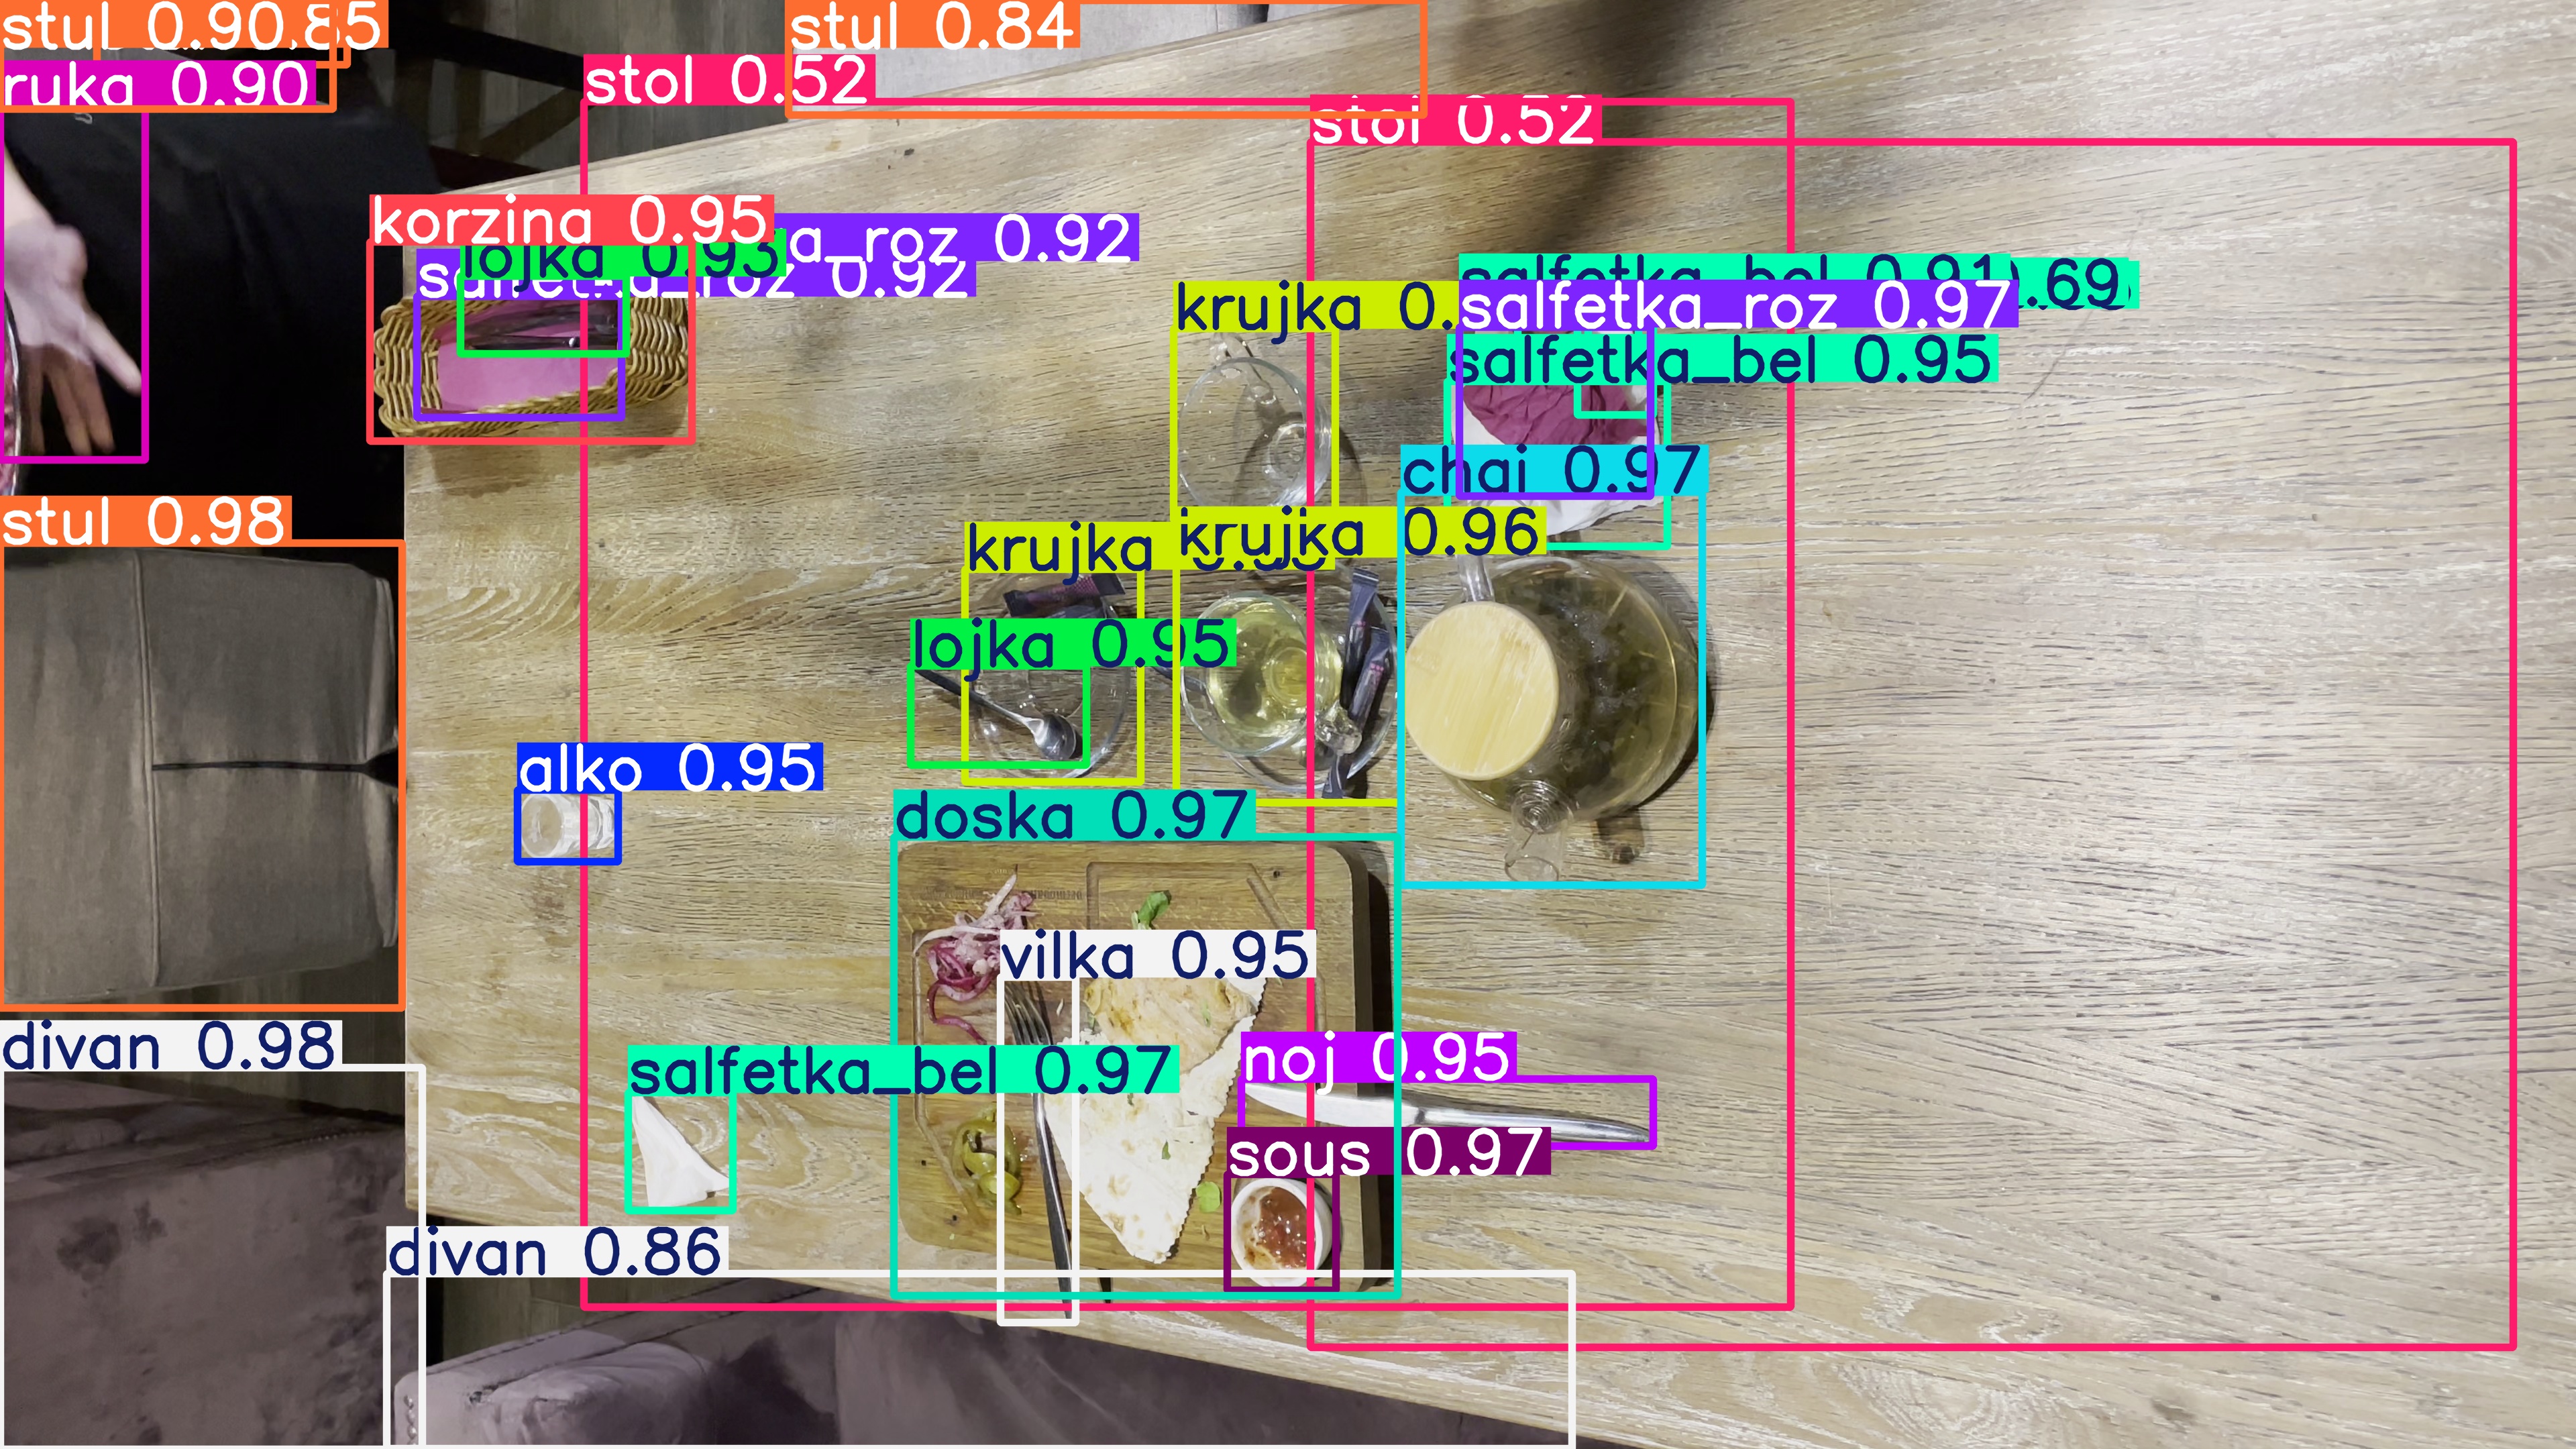 stul 0.90
stul 0.84
stol 0.52
ruka 0.90
stol 0.52
korzina 0.95
a_roz 0.92
lojka 0.93
salfetka_roz 0.92
salfetka_bel 0.91
.69
krujka 0.
salfetka_roz 0.97
salfetka_bel 0.95
chai 0.97
stul 0.98
krujka
krujka 0.96
lojka 0.95
alko 0.95
doska 0.97
vilka 0.95
divan 0.98
noj 0.95
salfetka_bel 0.97
sous 0.97
divan 0.86